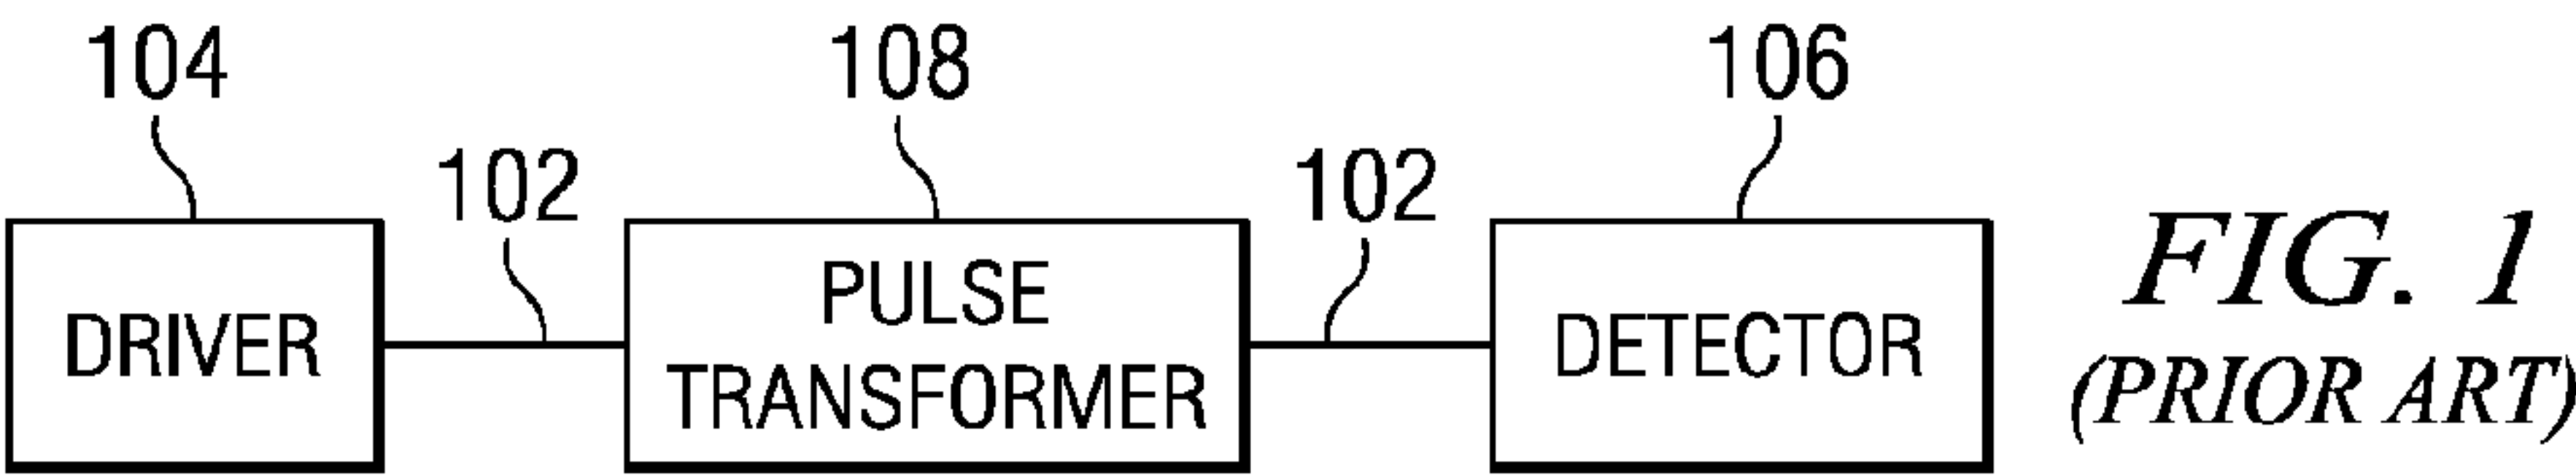 104
108
106
102
102
DRIVER
PULSE
TRANSFORMER
DETECTOR
FIG. 1
(PRIOR ART)